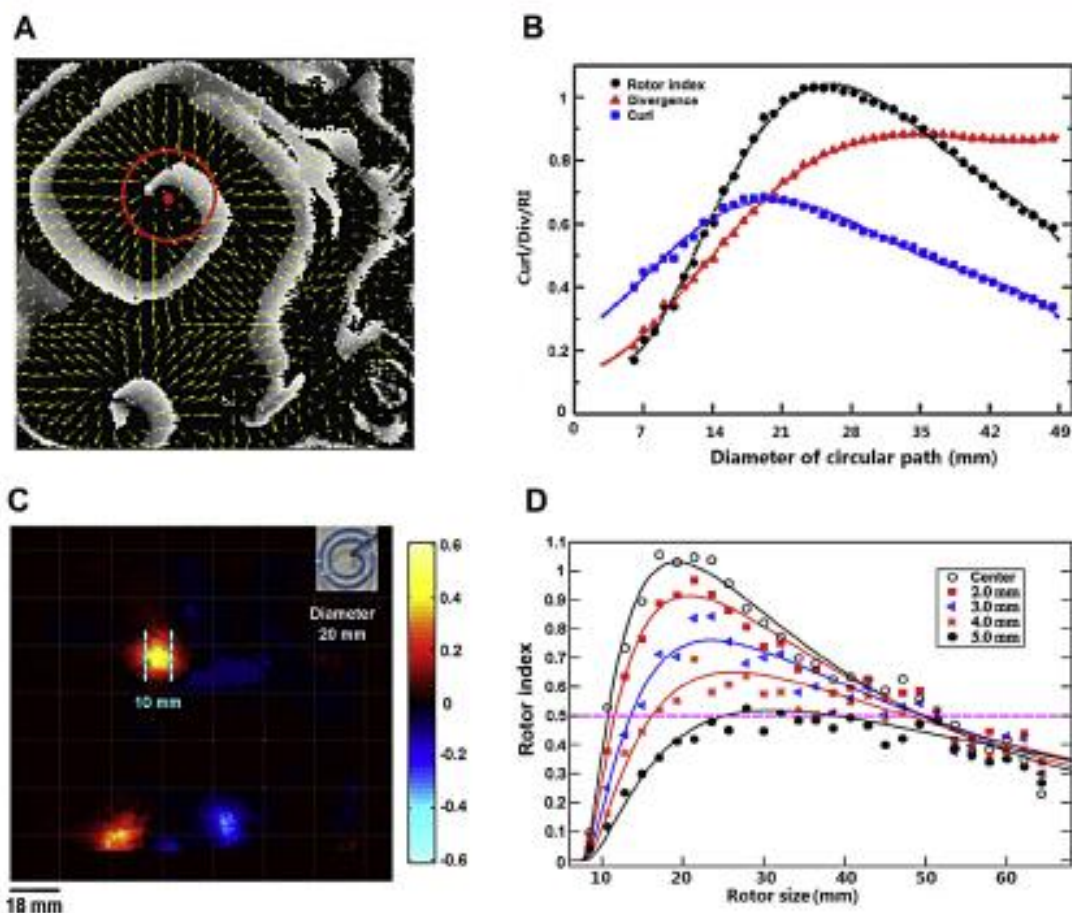 A
B
Rotor index
Divergence
Curl
Curl/Div/RI
1
0.8
0.6
0.4
0.2
0
0 7 14 21 28 35 42 49
Diameter of circular path (mm)
C
Diameter
20 mm
10 mm
18 mm
0.6
0.4
0.2
0
-0.2
-0.4
-0.6
D
Center
2.0 mm
3.0 mm
4.0 mm
5.0 mm
Rotor index
1.1
1.0
0.9
0.8
0.7
0.6
0.5
0.4
0.3
0.2
0.1
0
10 20 30 40 50 60
Rotor size (mm)